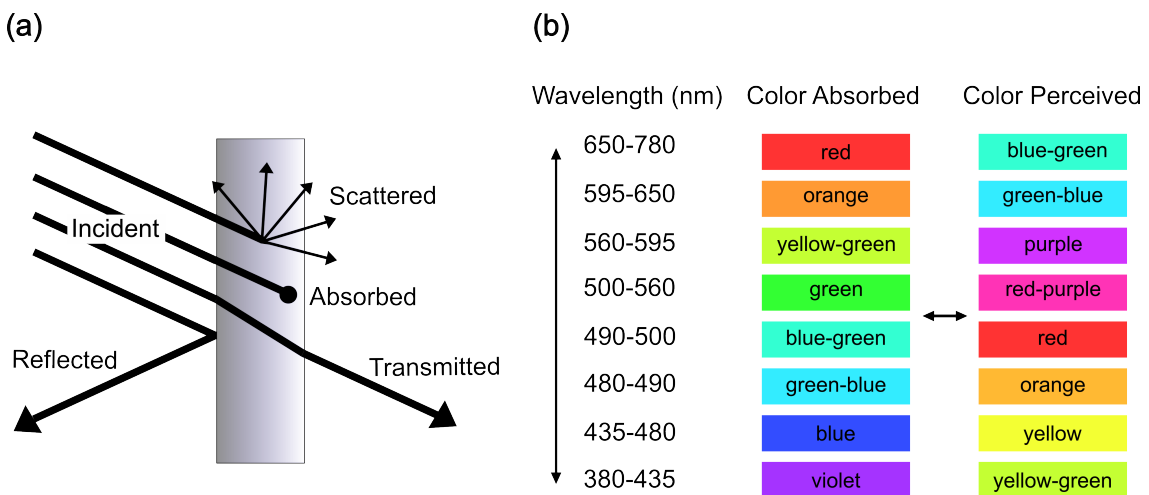 (a)
Scattered
Incident
Absorbed
Reflected
Transmitted
(b)
Wavelength (nm) Color Absorbed Color Perceived
650-780 red blue-green
595-650 orange green-blue
560-595 yellow-green purple
500-560 green red-purple
490-500 blue-green red
480-490 green-blue orange
435-480 blue yellow
380-435 violet yellow-green